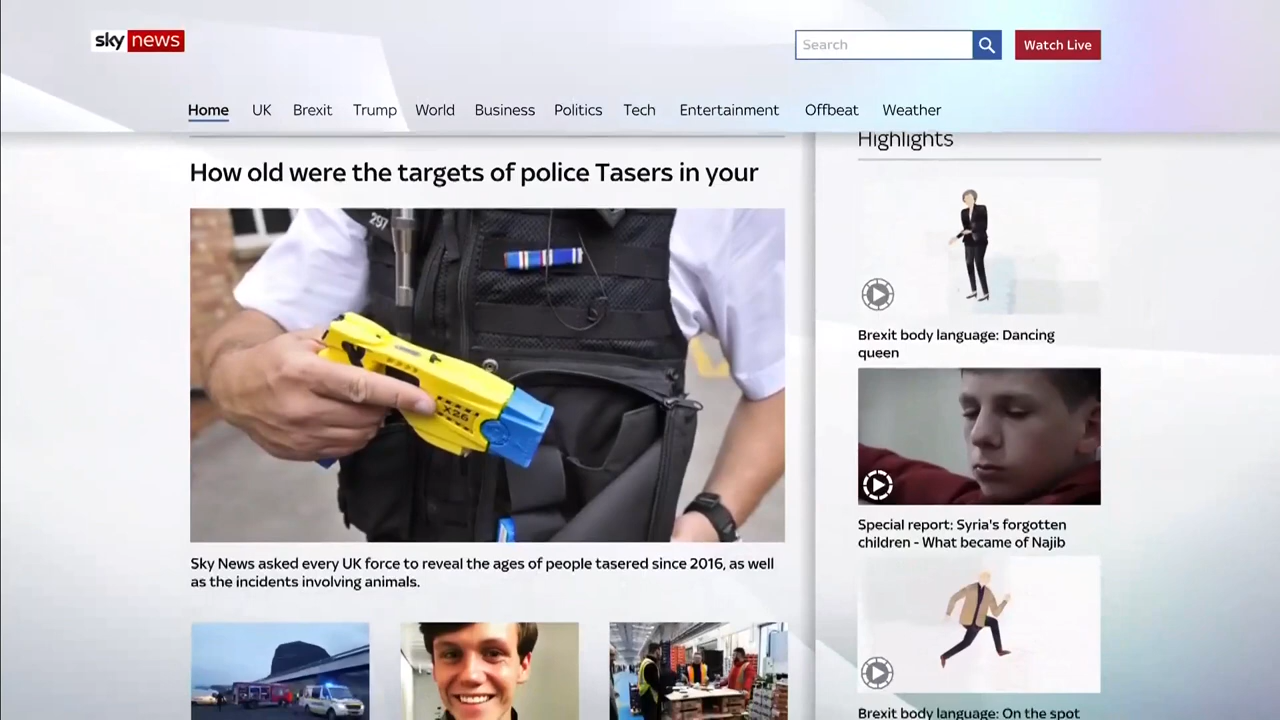 sky news
Search
Watch Live
Home UK Brexit Trump World Business Politics Tech Entertainment Offbeat Weather
Highlights
How old were the targets of police Tasers in your
297
X26
Sky News asked every UK force to reveal the ages of people tasered since 2016, as well
as the incidents involving animals.
Brexit body language: Dancing
queen
Special report: Syria's forgotten
children - What became of Najib
Brexit body language: On the spot